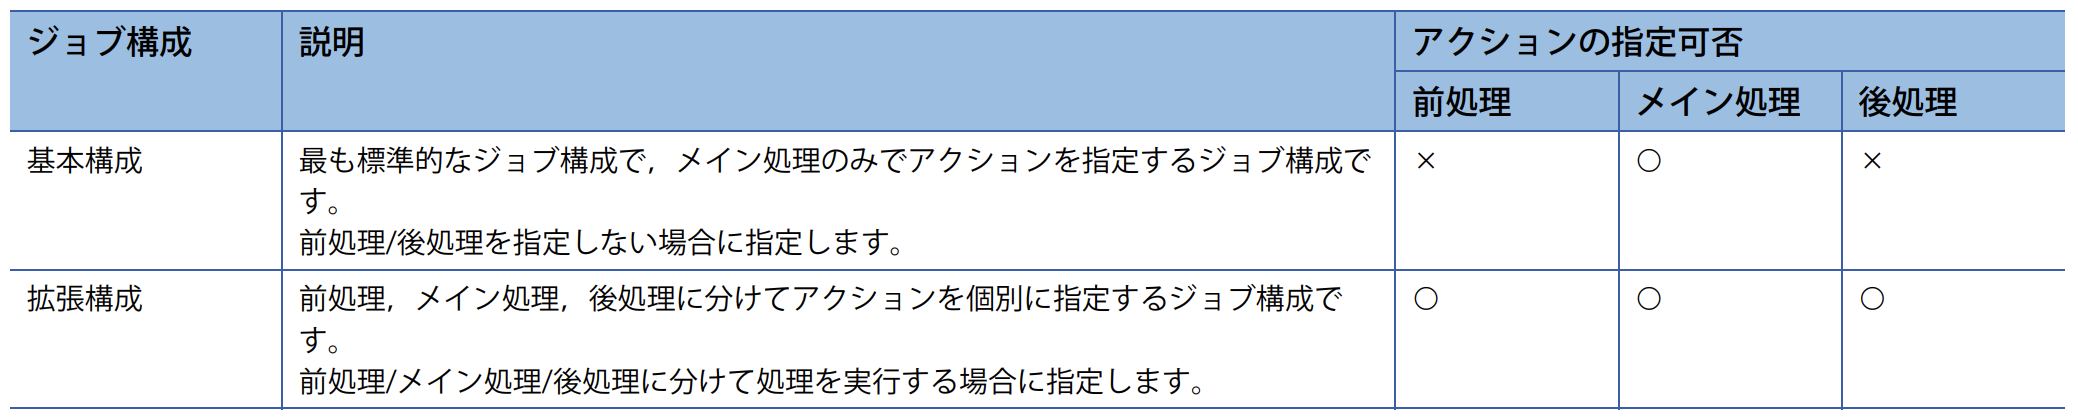 ジョブ構成 説明 アクションの指定可否
前処理 メイン処理 後処理
基本構成 最も標準的なジョブ構成で，メイン処理のみでアクションを指定するジョブ構成で × ○ ×
す。
前処理/後処理を指定しない場合に指定します。
拡張構成 前処理，メイン処理，後処理に分けてアクションを個別に指定するジョブ構成で ○ ○ ○
す。
前処理/メイン処理/後処理に分けて処理を実行する場合に指定します。